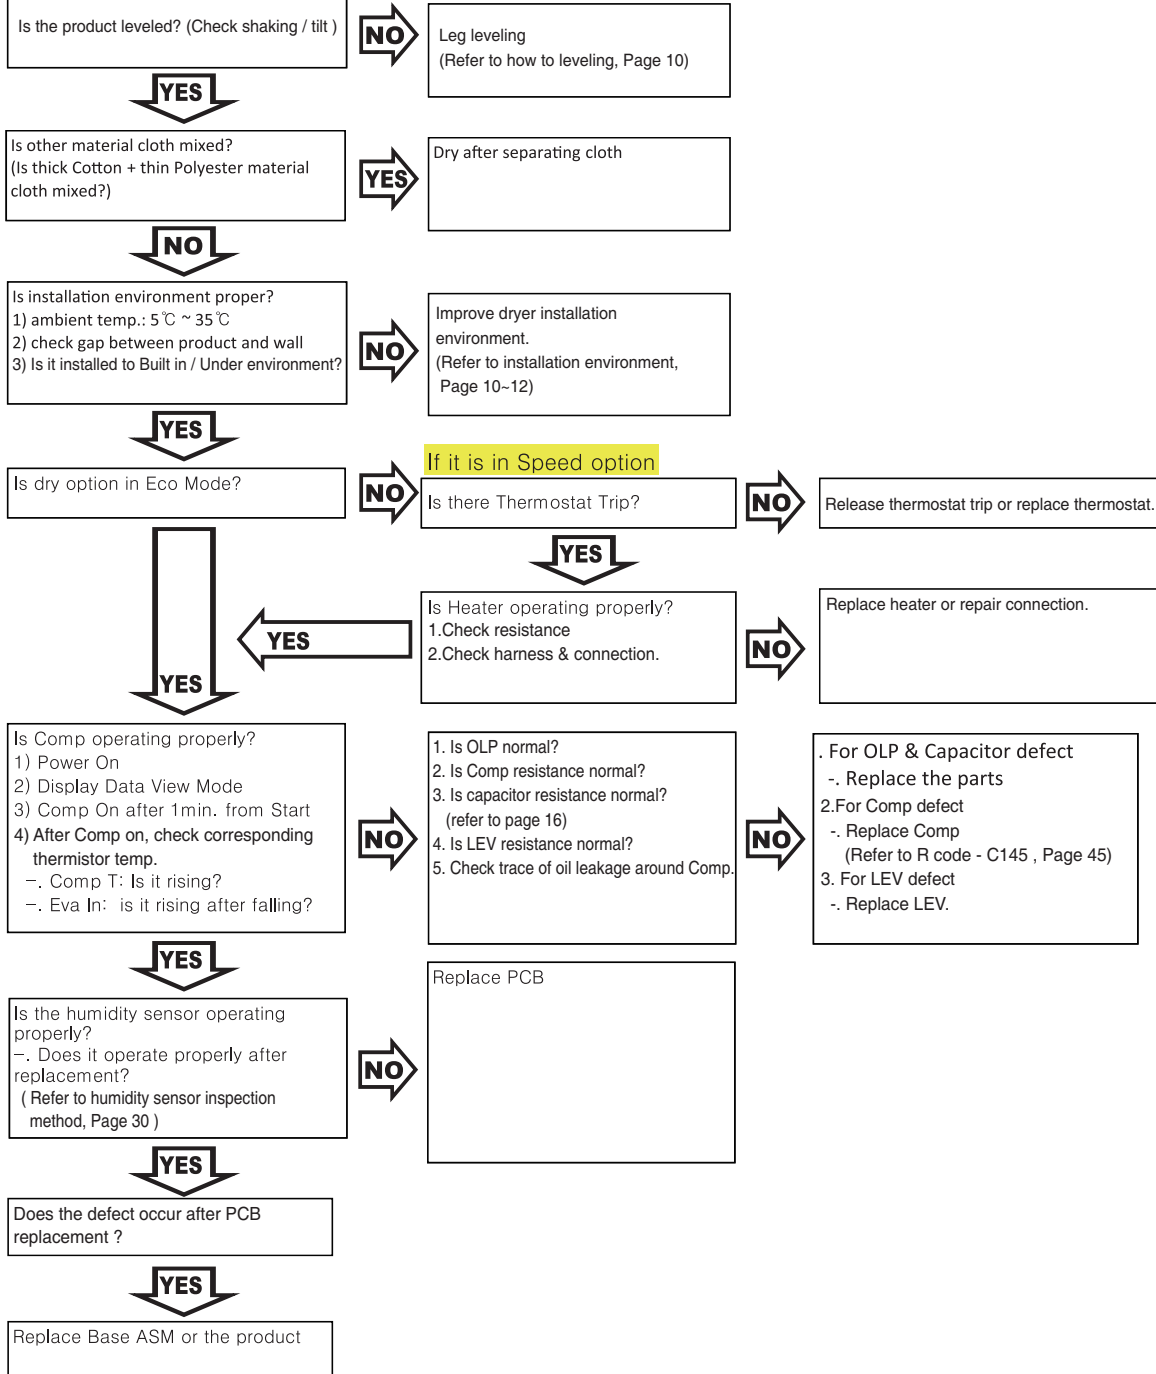 Is the product leveled? (Check shaking / tilt )
NO
Leg leveling
(Refer to how to leveling, Page 10)
YES
Is other material cloth mixed?
(Is thick Cotton + thin Polyester material
cloth mixed?)
YES
Dry after separating cloth
NO
Is installation environment proper?
1) ambient temp.: 5℃ ~ 35℃
2) check gap between product and wall
3) Is it installed to Built in / Under environment?
NO
Improve dryer installation
environment.
(Refer to installation environment,
Page 10~12)
YES
Is dry option in Eco Mode?
NO
If it is in Speed option
Is there Thermostat Trip?
NO
Release thermostat trip or replace thermostat.
YES
Is Heater operating properly?
1.Check resistance
2.Check harness & connection.
NO
Replace heater or repair connection.
YES
YES
Is Comp operating properly?
1) Power On
2) Display Data View Mode
3) Comp On after 1min. from Start
4) After Comp on, check corresponding
thermistor temp.
-. Comp T: Is it rising?
-. Eva In: is it rising after falling?
NO
1. Is OLP normal?
2. Is Comp resistance normal?
3. Is capacitor resistance normal?
(refer to page 16)
4. Is LEV resistance normal?
5. Check trace of oil leakage around Comp.
NO
. For OLP & Capacitor defect
-. Replace the parts
2.For Comp defect
-. Replace Comp
(Refer to R code - C145 , Page 45)
3. For LEV defect
-. Replace LEV.
YES
Is the humidity sensor operating
properly?
-. Does it operate properly after
replacement?
( Refer to humidity sensor inspection
method, Page 30 )
NO
Replace PCB
YES
Does the defect occur after PCB
replacement ?
YES
Replace Base ASM or the product